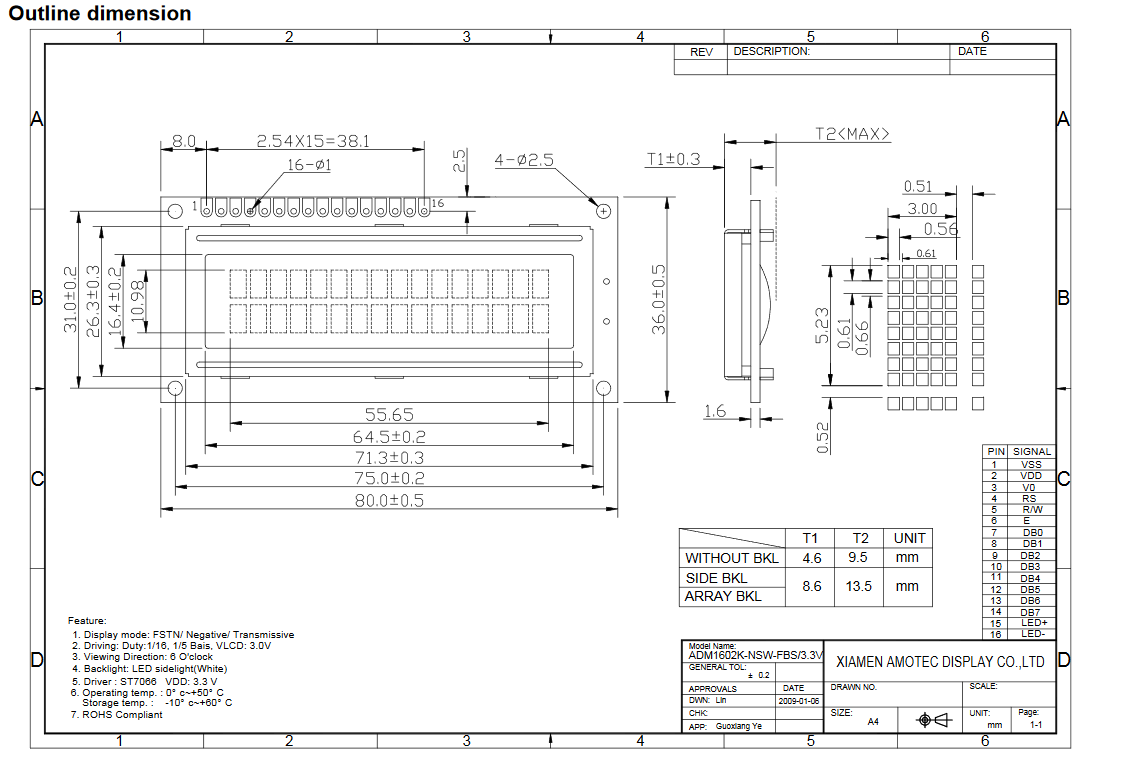 Outline dimension
1 2 3 4 5 6
REV DESCRIPTION: DATE
A A
8.0 2.54X15=38.1 2.5 4-Ø2.5 T1±0.3 T2<MAX>
16-Ø1
1 16
0.51
3.00
0.56
0.61
B B
31.0±0.2
26.3±0.3
16.4±0.2
10.98
36.0±0.5
5.23
0.61
0.66
0.52
1.6
55.65
64.5±0.2
71.3±0.3
75.0±0.2
80.0±0.5
C C
PIN SIGNAL
1 VSS
2 VDD
3 V0
4 RS
5 R/W
6 E
7 DB0
8 DB1
9 DB2
10 DB3
11 DB4
12 DB5
13 DB6
14 DB7
15 LED+
16 LED-
T1 T2 UNIT
WITHOUT BKL 4.6 9.5 mm
SIDE BKL
ARRAY BKL 8.6 13.5 mm
Feature:
1. Display mode: FSTN/ Negative/ Transmissive
2. Driving: Duty:1/16, 1/5 Bais, VLCD: 3.0V
3. Viewing Direction: 6 O'clock
4. Backlight: LED sidelight(White)
5. Driver : ST7066 VDD: 3.3 V
6. Operating temp. : 0° c~+50° C
Storage temp. : -10° c~+60° C
7. ROHS Compliant
D D
Model Name:
ADM1602K-NSW-FBS/3.3V
GENERAL TOL:
± 0.2
APPROVALS DATE
DWN: Lin 2009-01-06
CHK:
APP: Guoxiang Ye
XIAMEN AMOTEC DISPLAY CO.,LTD
DRAWN NO. SCALE:
SIZE: A4
UNIT: mm
Page: 1-1
1 2 3 4 5 6